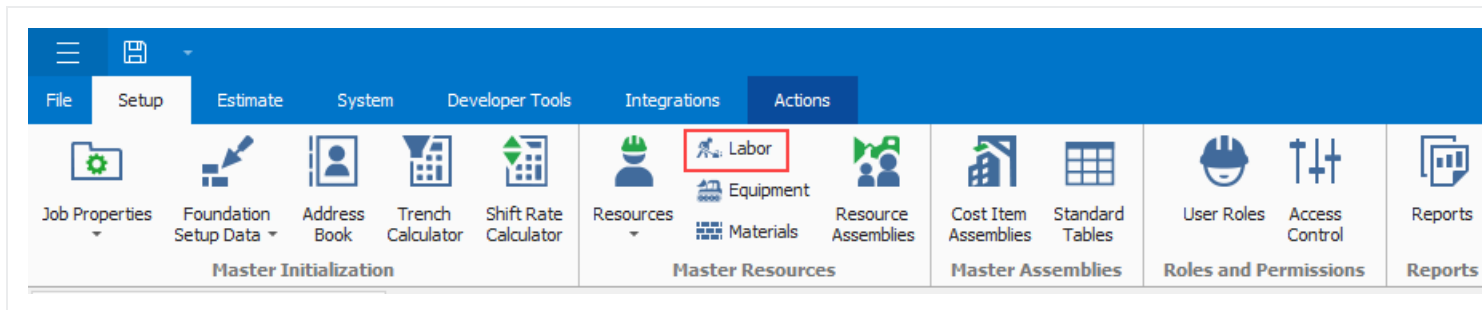 File Setup Estimate System Developer Tools Integrations Actions
Labor
Equipment
Materials
Job Properties Foundation Address Trench Shift Rate Resources Resource Cost Item Standard User Roles Access Reports
Setup Data Book Calculator Calculator Assemblies Assemblies Tables Control
Master Initialization Master Resources Master Assemblies Roles and Permissions Reports